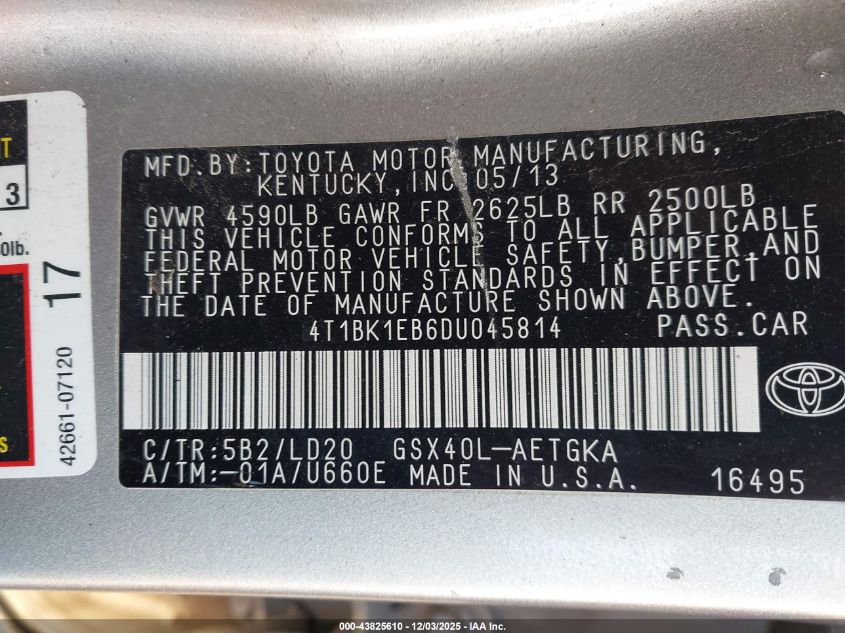 NT
3
0lb.
S
17
42661-07120
MFD.BY:TOYOTA MOTOR MANUFACTURING,
KENTUCKY,INC 05/13
GVWR 4590LB GAWR FR 2625LB RR 2500LB
THIS VEHICLE CONFORMS TO ALL APPLICABLE
FEDERAL MOTOR VEHICLE SAFETY,BUMPER,AND
THEFT PREVENTION STANDARDS IN EFFECT ON
THE DATE OF MANUFACTURE SHOWN ABOVE.
4T1BK1EB6DU045814 PASS.CAR
C/TR:5B2/LD20 GSX40L-AETGKA
A/TM:-01A/U660E MADE IN U.S.A. 16495
000-43825610 - 12/03/2025 - IAA, Inc.